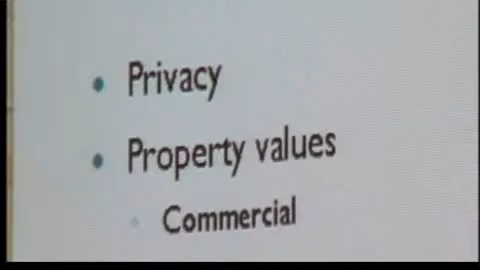 • Privacy
• Property values
• Commercial